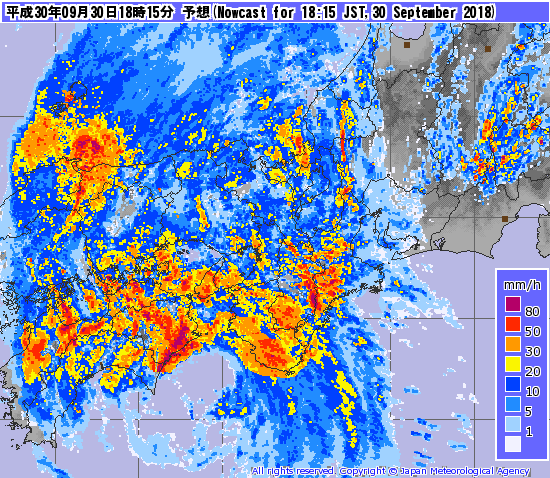 平成30年09月30日18時15分 予想(Nowcast for 18:15 JST,30 September 2018)
mm/h
80
50
30
20
10
5
1
All rights reserved. Copyright © Japan Meteorological Agency